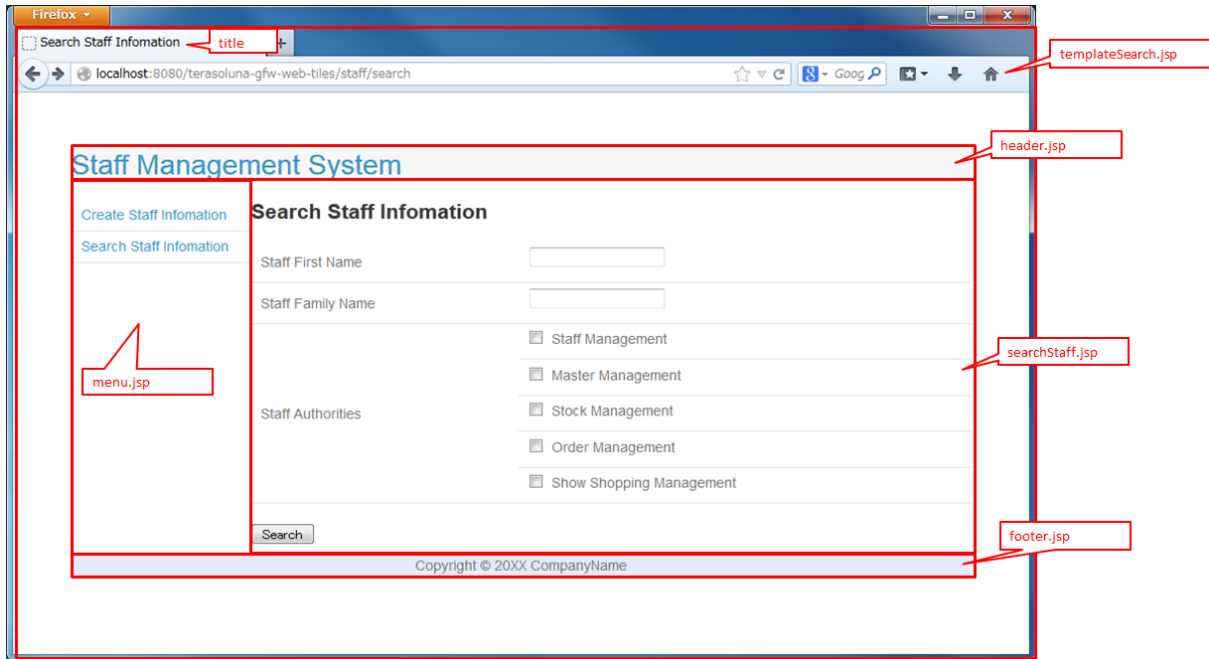 Firefox
Search Staff Infomation
title
templateSearch.jsp
localhost:8080/terasoluna-gfw-web-tiles/staff/search
Goog
header.jsp
Staff Management System
Create Staff Infomation
Search Staff Infomation
menu.jsp
Search Staff Infomation
Staff First Name
Staff Family Name
Staff Authorities
Staff Management
Master Management
Stock Management
Order Management
Show Shopping Management
searchStaff.jsp
Search
footer.jsp
Copyright © 20XX CompanyName